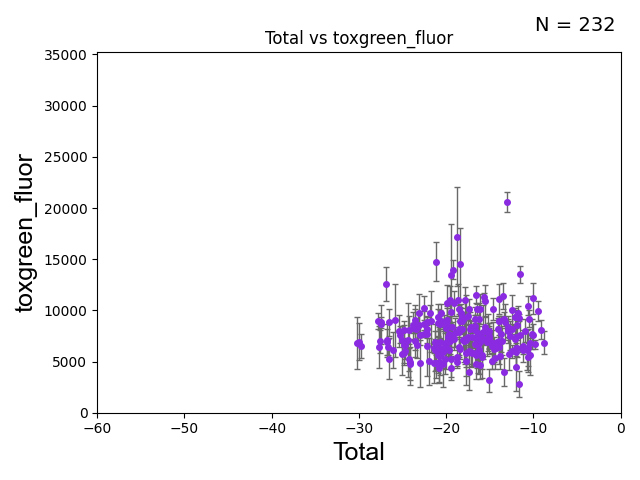 N = 232
Total vs toxgreen_fluor
35000
30000
25000
20000
15000
10000
5000
0
toxgreen_fluor
−60 −50 −40 −30 −20 −10 0
Total